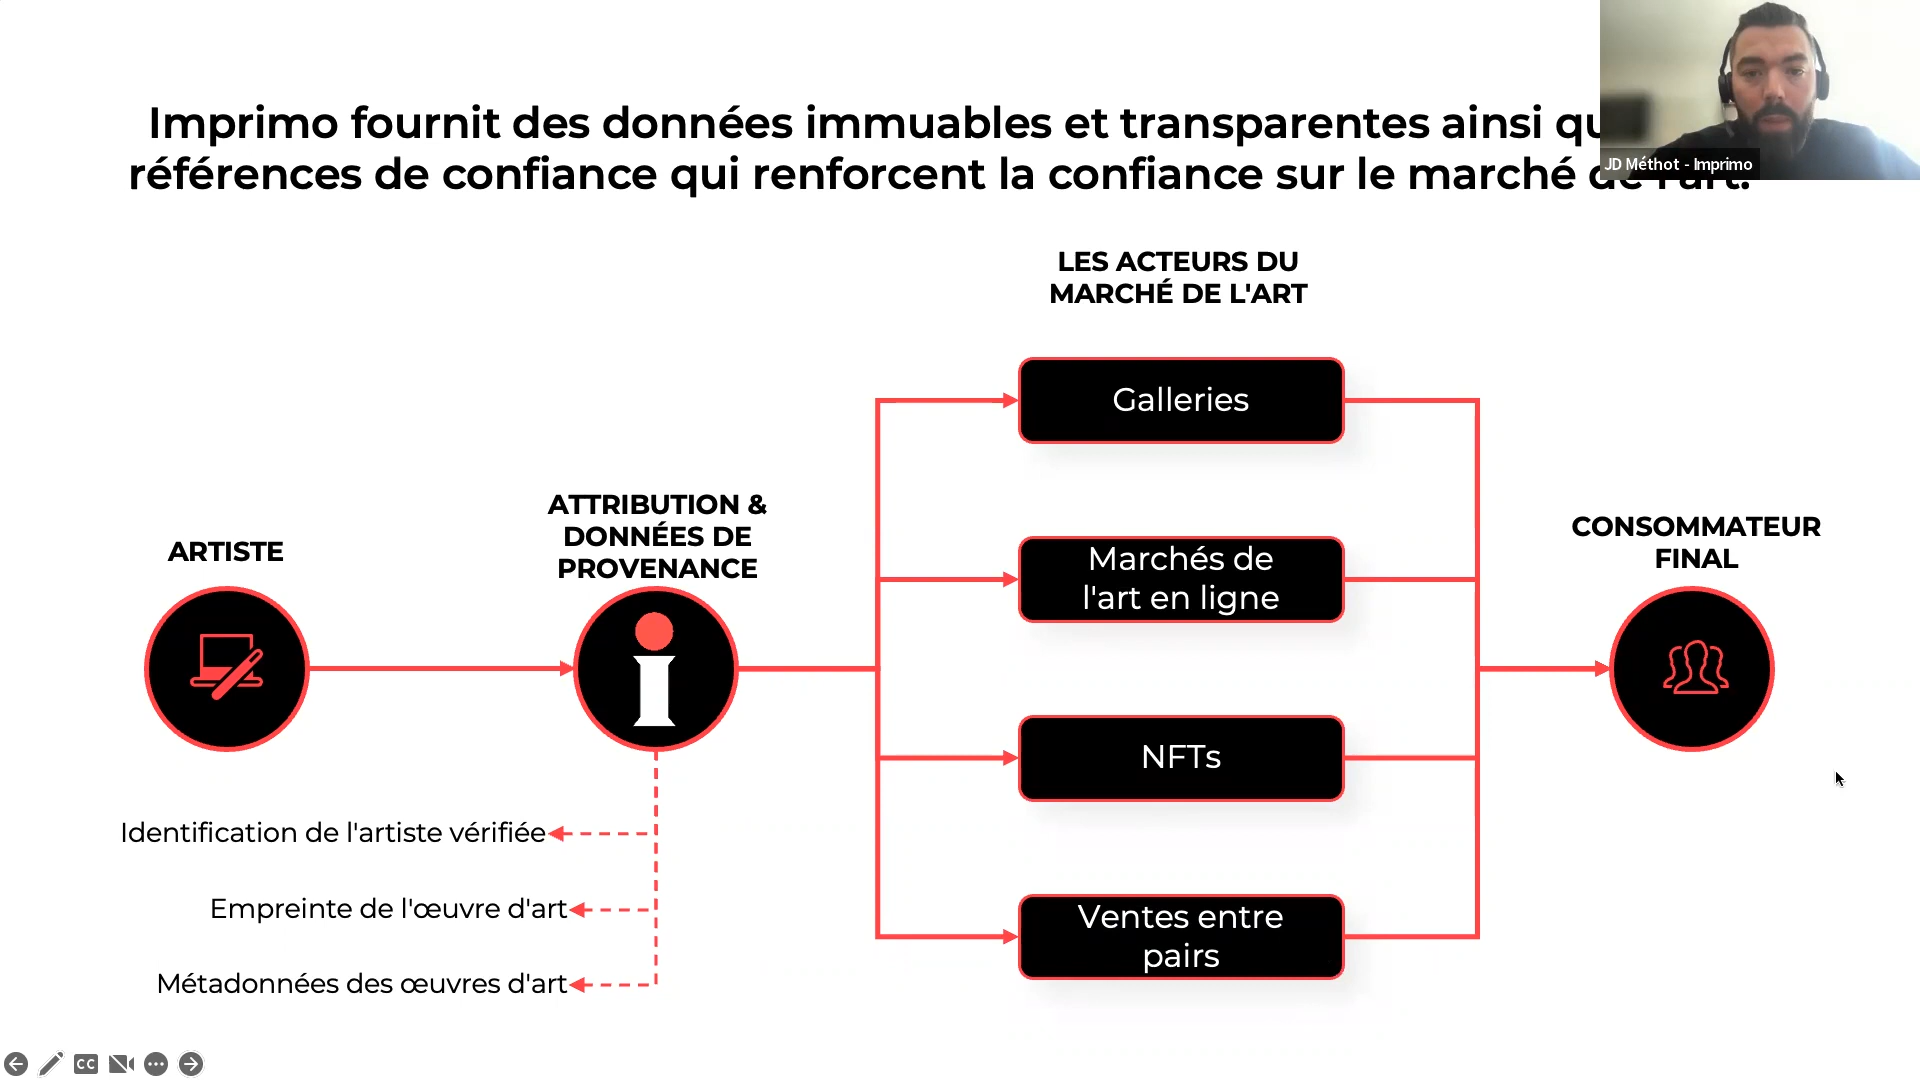 Imprimo fournit des données immuables et transparentes ainsi
références de confiance qui renforcent la confiance sur le marché
JD Méthot - Imprimo
LES ACTEURS DU
MARCHÉ DE L'ART
Galleries
ATTRIBUTION &
DONNÉES DE
PROVENANCE
ARTISTE
Marchés de
l'art en ligne
CONSOMMATEUR
FINAL
NFTs
Identification de l'artiste vérifiée
Empreinte de l'œuvre d'art
Métadonnées des œuvres d'art
Ventes entre
pairs
CC